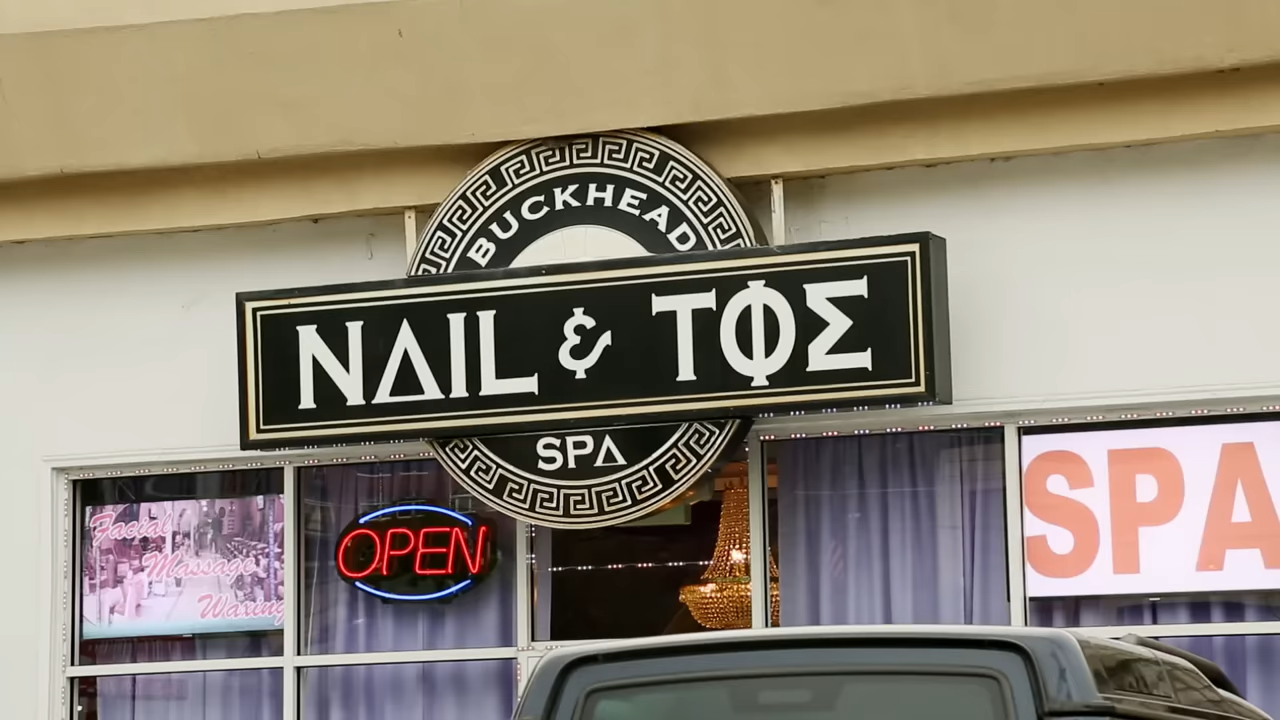 BUCKHEAD
NΔIL & TΦΣ
SPΔ
Facial
Massage
Waxing
OPEN
SPA